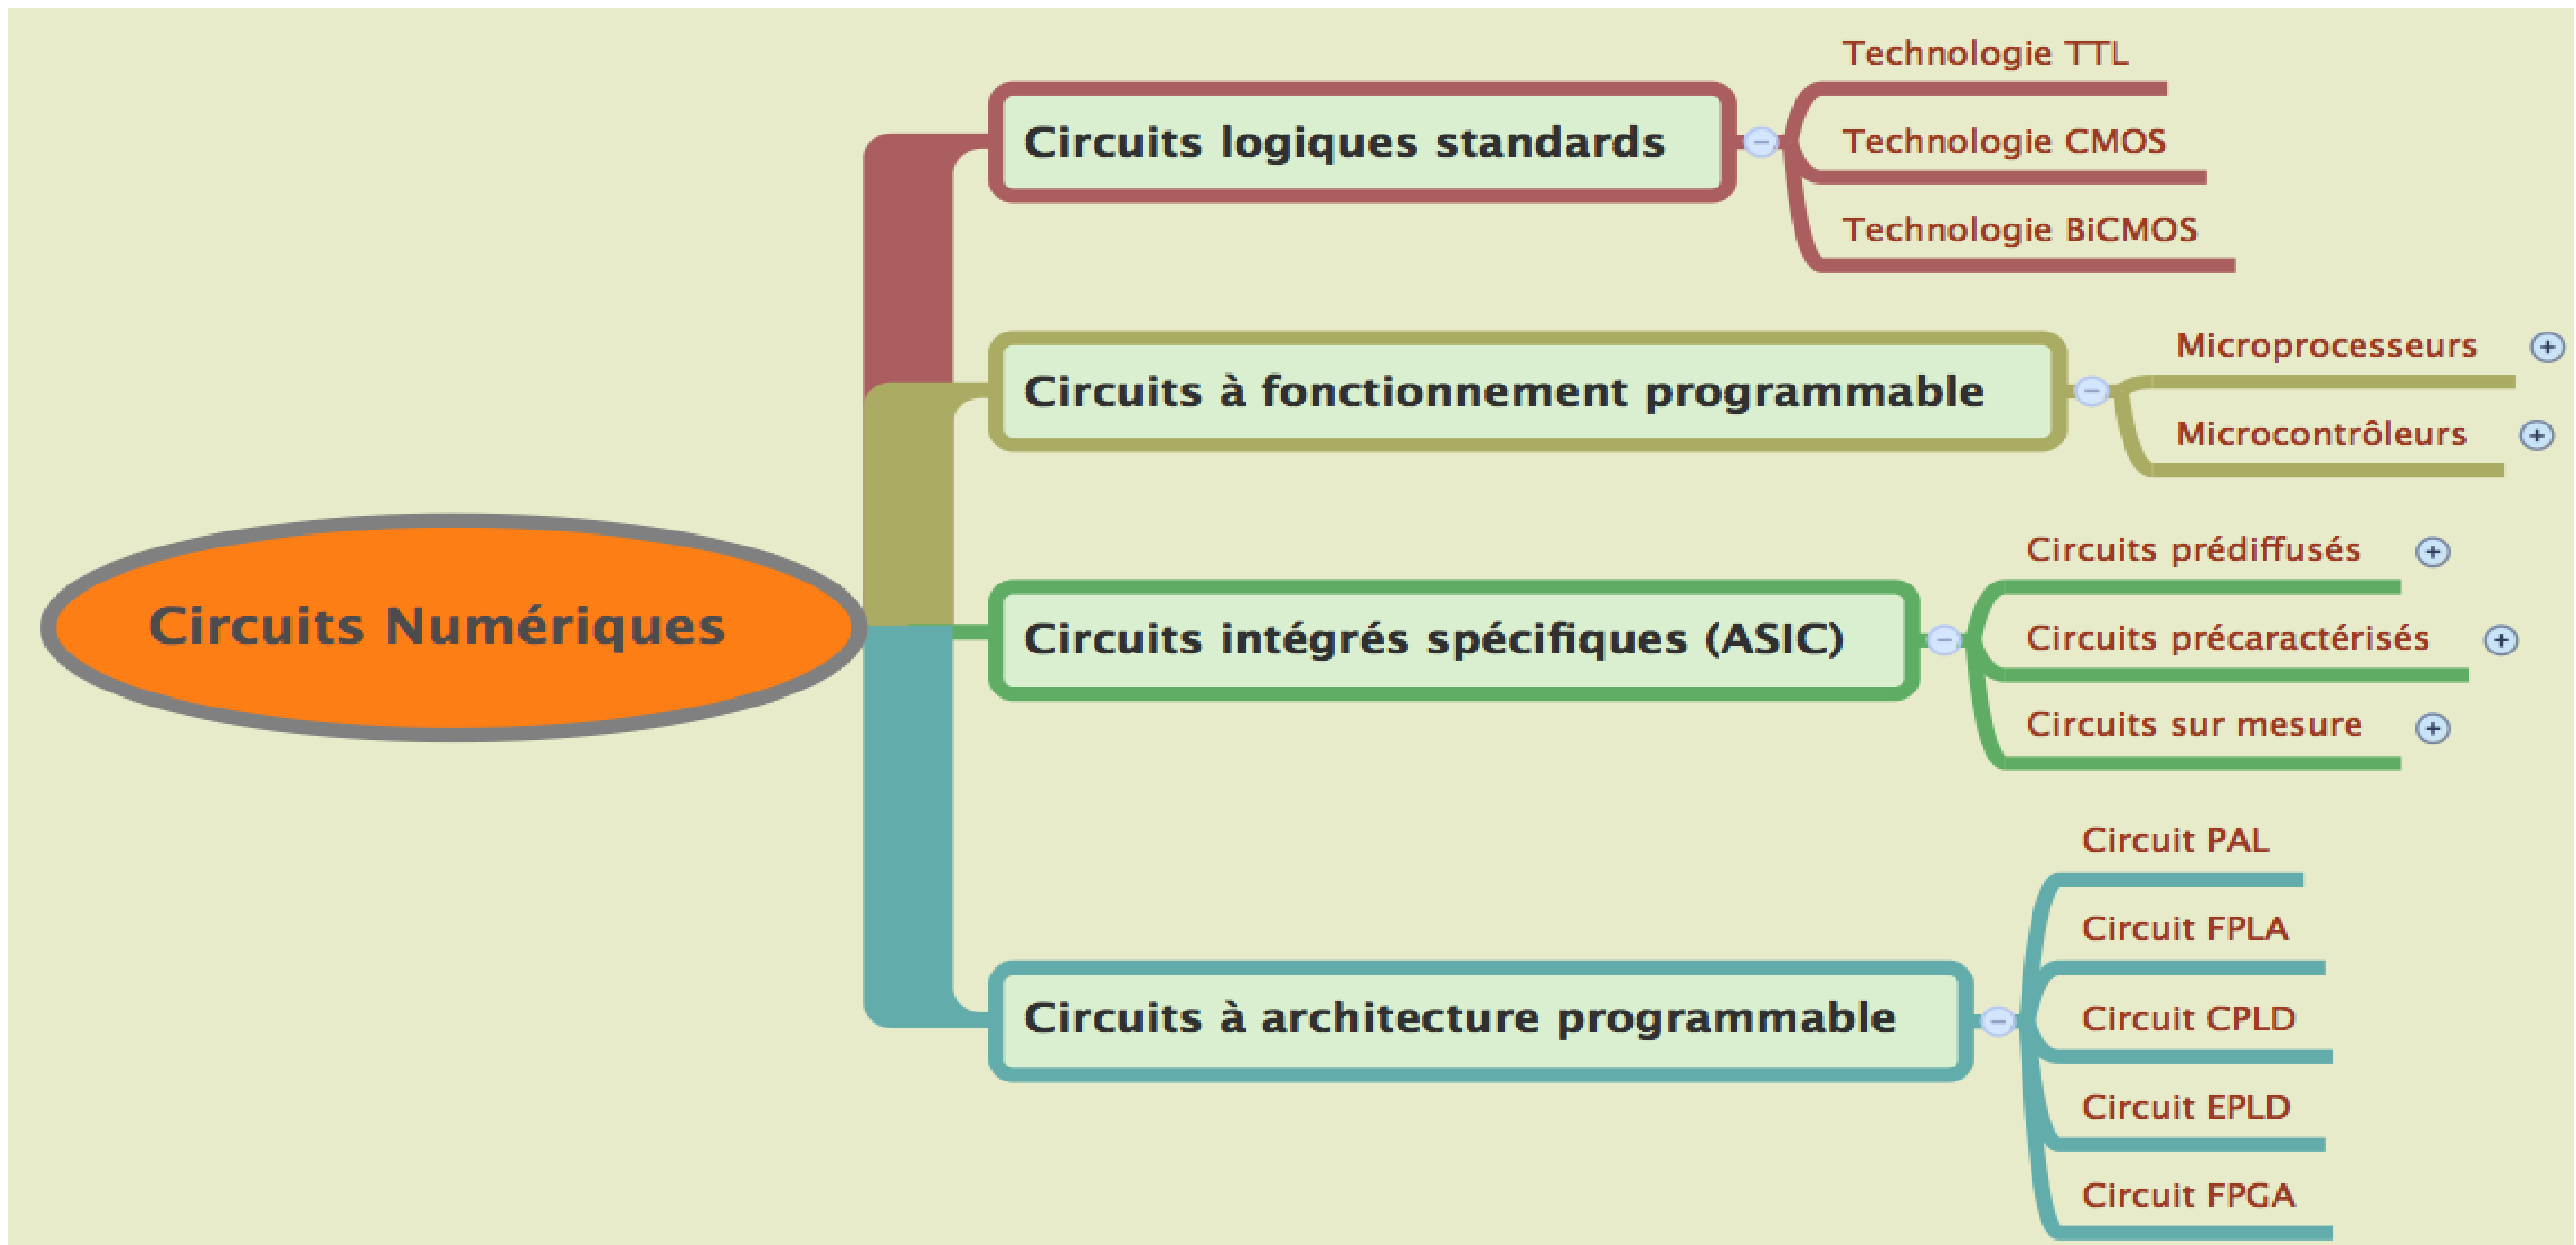 Circuits Numériques
Circuits logiques standards
Technologie TTL
Technologie CMOS
Technologie BiCMOS
Circuits à fonctionnement programmable
Microprocesseurs
Microcontrôleurs
Circuits intégrés spécifiques (ASIC)
Circuits prédiffusés
Circuits précaractérisés
Circuits sur mesure
Circuits à architecture programmable
Circuit PAL
Circuit FPLA
Circuit CPLD
Circuit EPLD
Circuit FPGA